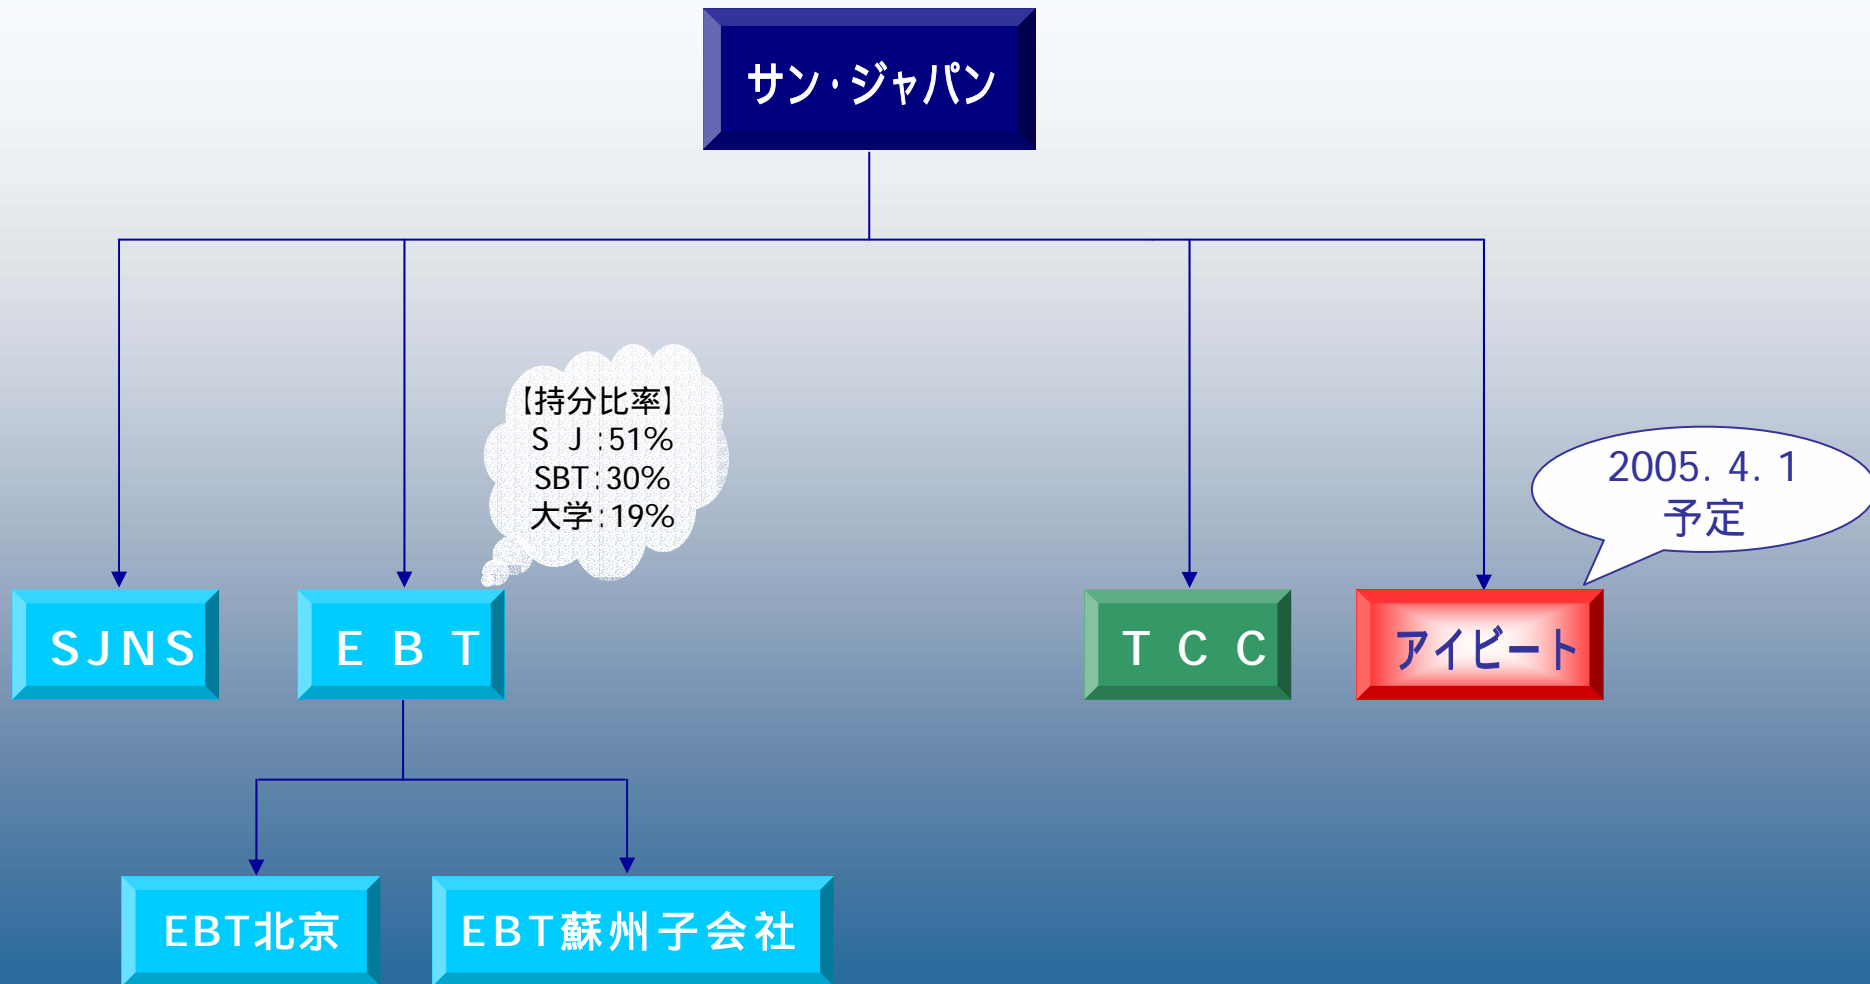 サン・ジャパン
【持分比率】
S J :51%
SBT:30%
大学:19%
2005. 4. 1
予定
SJNS
E B T
T C C
アイビート
EBT北京
EBT蘇州子会社